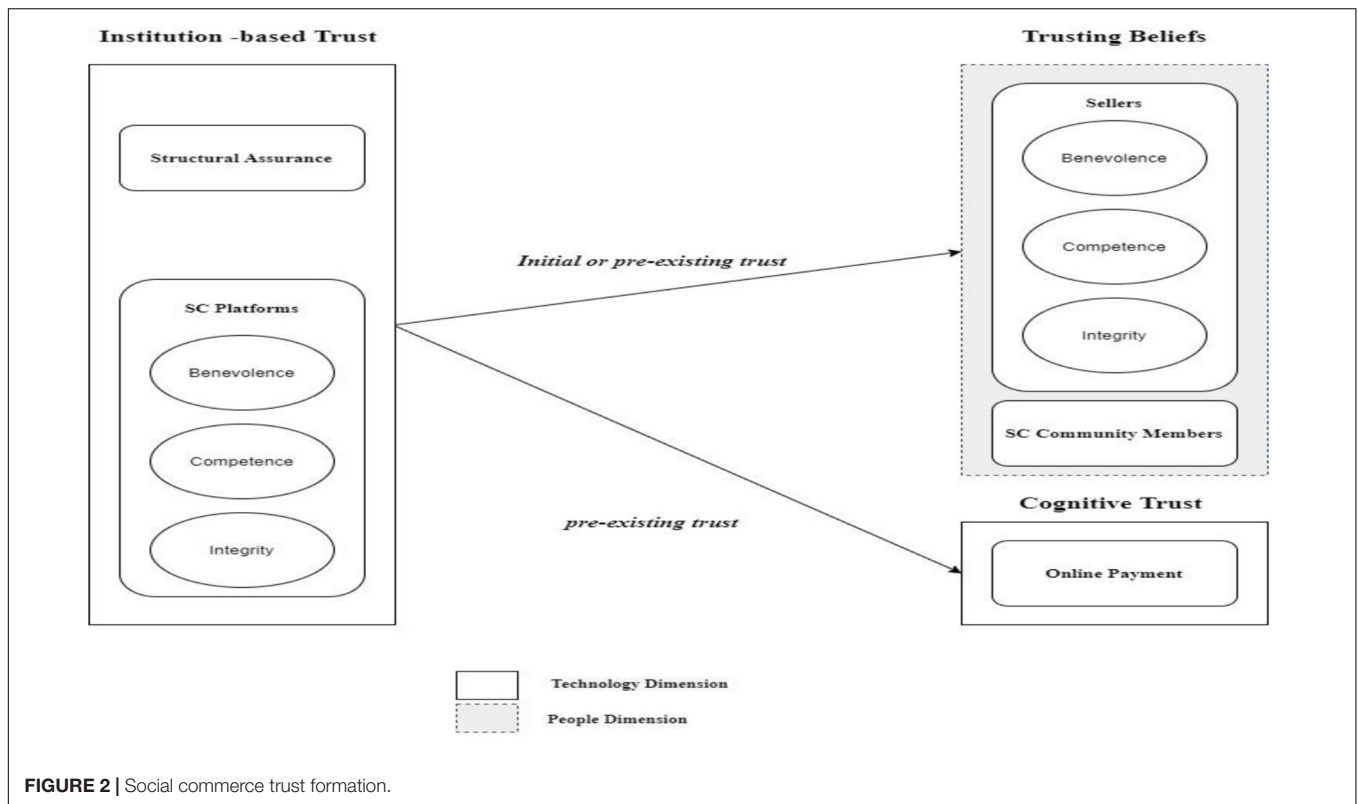 Institution -based Trust
Structural Assurance
SC Platforms
Benevolence
Competence
Integrity
Initial or pre-existing trust
pre-existing trust
Trusting Beliefs
Sellers
Benevolence
Competence
Integrity
SC Community Members
Cognitive Trust
Online Payment
Technology Dimension
People Dimension
FIGURE 2 | Social commerce trust formation.